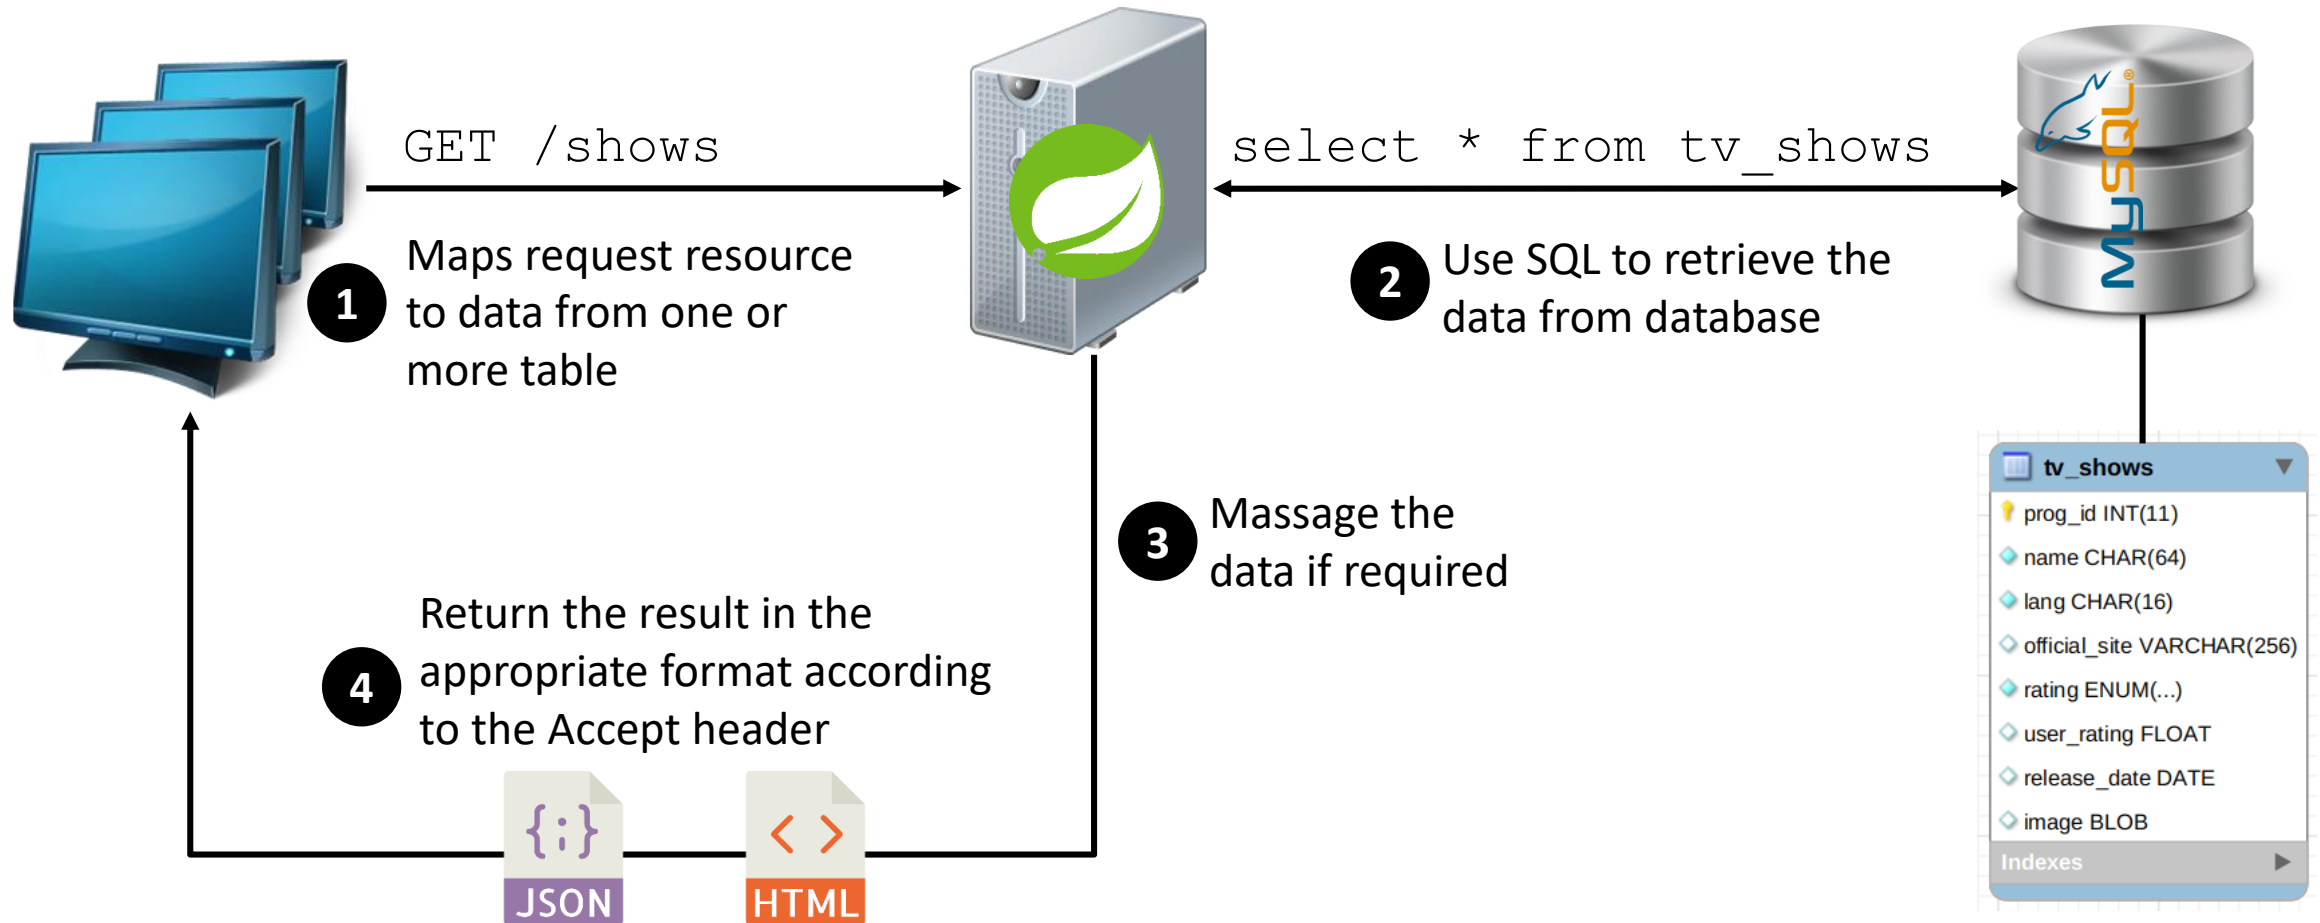 GET /shows
select * from tv_shows
MySQL®
1
Maps request resource
to data from one or
more table
2
Use SQL to retrieve the
data from database
3
Massage the
data if required
4
Return the result in the
appropriate format according
to the Accept header
{;}
JSON
< >
HTML
tv_shows
prog_id INT(11)
name CHAR(64)
lang CHAR(16)
official_site VARCHAR(256)
rating ENUM(...)
user_rating FLOAT
release_date DATE
image BLOB
Indexes